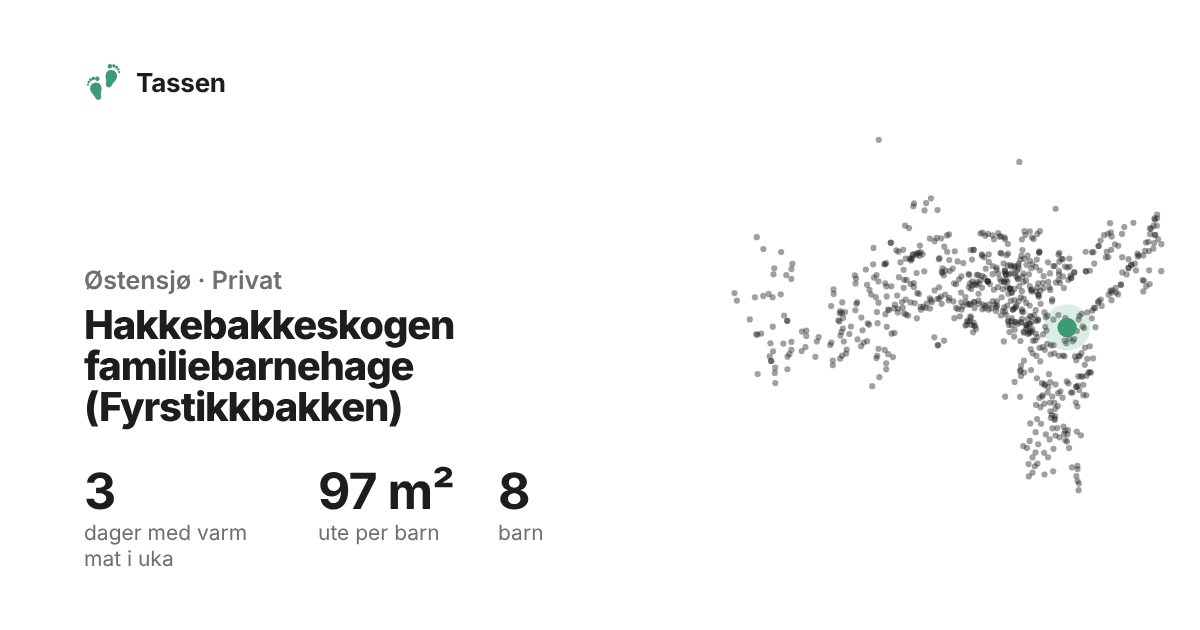 Tassen
Østensjø · Privat
Hakkebakkeskogen
familiebarnehage
(Fyrstikkbakken)
3
dager med varm
mat i uka
97 m²
ute per barn
8
barn